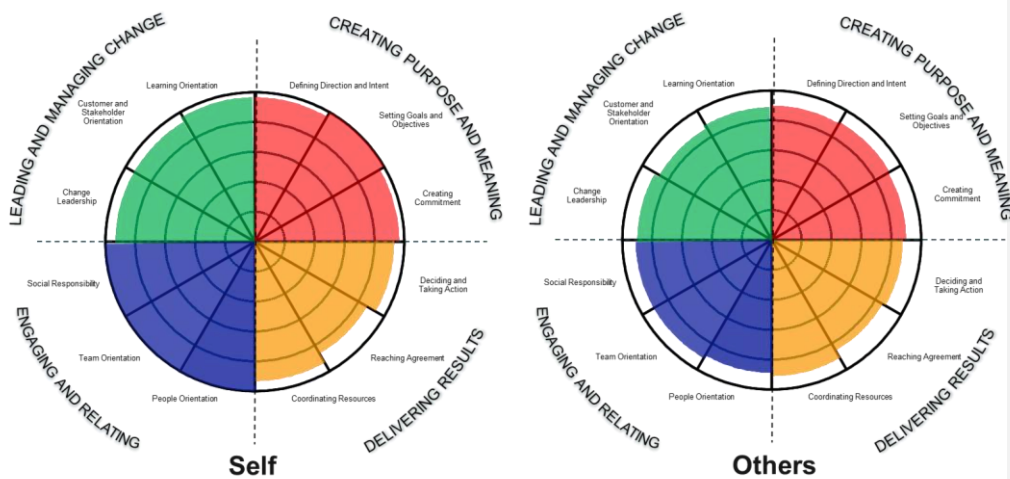 LEADING AND MANAGING CHANGE
CREATING PURPOSE AND MEANING
Learning Orientation
Defining Direction and Intent
Customer and
Stakeholder
Orientation
Setting Goals and
Objectives
Change
Leadership
Creating
Commitment
Social Responsibility
Deciding and
Taking Action
Team Orientation
Reaching Agreement
People Orientation
Coordinating Resources
ENGAGING AND RELATING
DELIVERING RESULTS
Self
LEADING AND MANAGING CHANGE
CREATING PURPOSE AND MEANING
Learning Orientation
Defining Direction and Intent
Customer and
Stakeholder
Orientation
Setting Goals and
Objectives
Change
Leadership
Creating
Commitment
Social Responsibility
Deciding and
Taking Action
Team Orientation
Reaching Agreement
People Orientation
Coordinating Resources
ENGAGING AND RELATING
DELIVERING RESULTS
Others